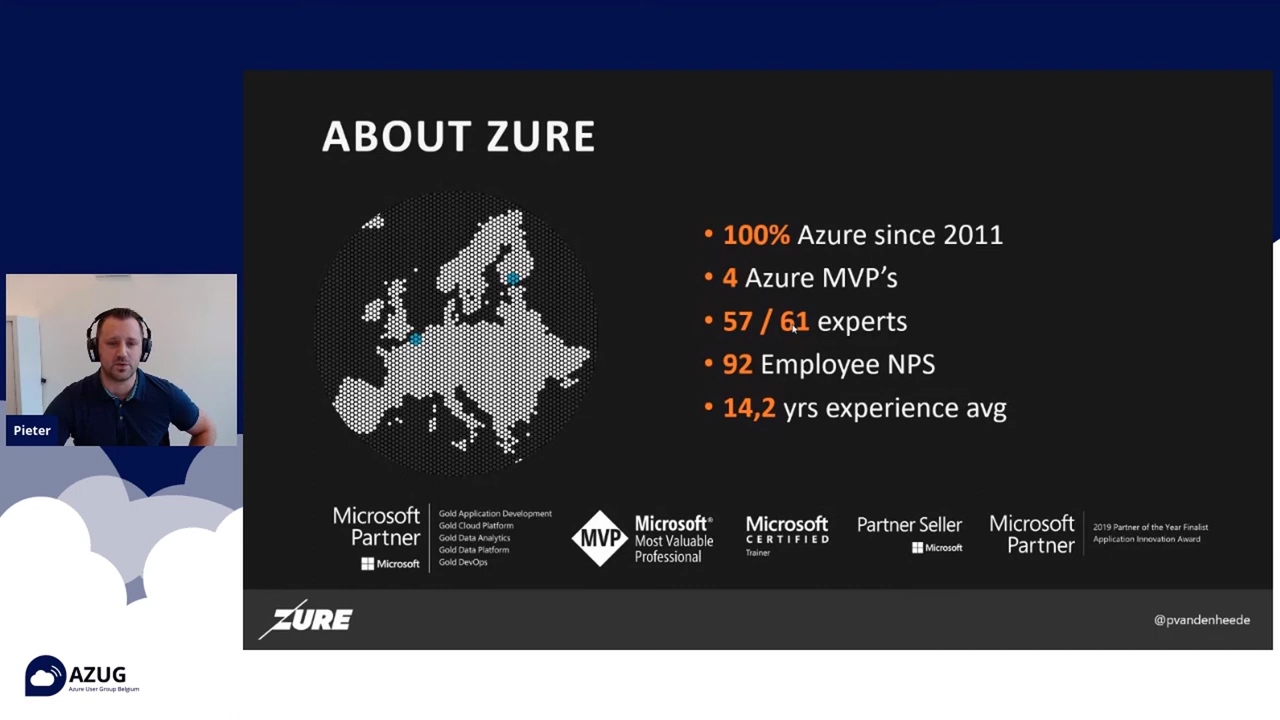 ABOUT ZURE
• 100% Azure since 2011
• 4 Azure MVP's
• 57 / 61 experts
• 92 Employee NPS
• 14,2 yrs experience avg
Pieter
Microsoft
Partner
Microsoft
Gold Application Development
Gold Cloud Platform
Gold Data Analytics
Gold Data Platform
Gold DevOps
MVP
Microsoft®
Most Valuable
Professional
Microsoft
CERTIFIED
Trainer
Partner Seller
Microsoft
Microsoft
Partner
2019 Partner of the Year Finalist
Application Innovation Award
ZURE
@pvandenheede
AZUG
Azure User Group Belgium